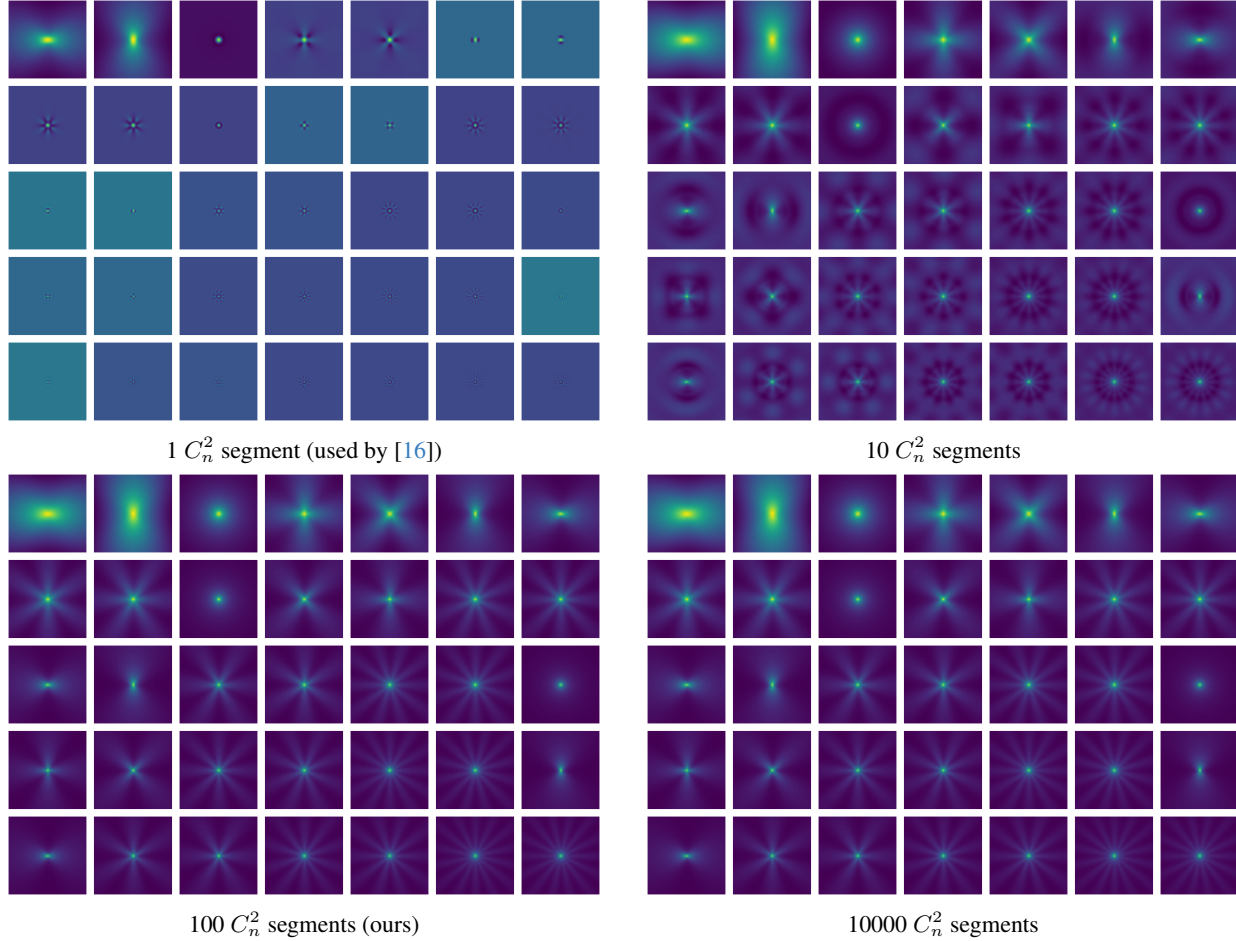 1 $C_n^2$ segment (used by [16])
10 $C_n^2$ segments
100 $C_n^2$ segments (ours)
10000 $C_n^2$ segments